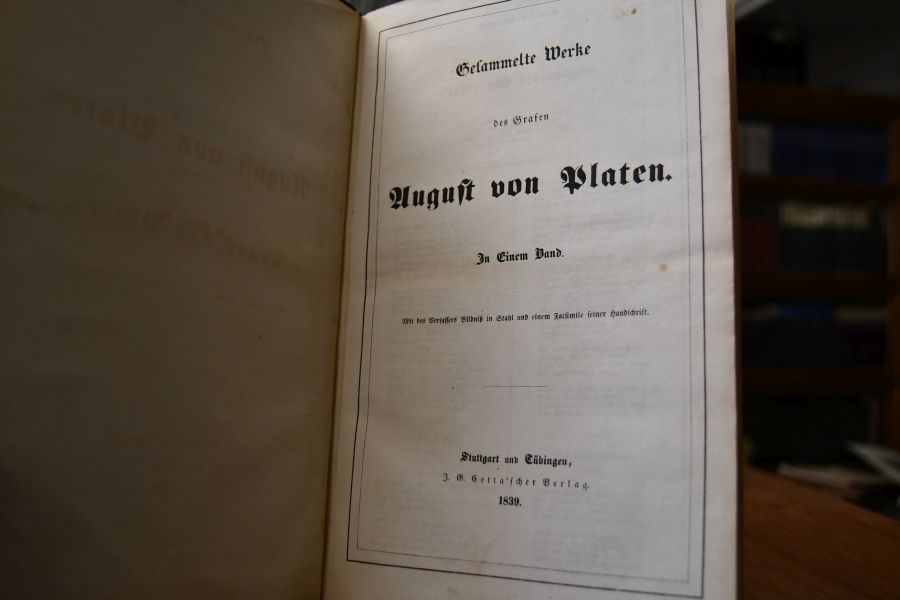 Gesammelte Werke
des Grafen
August von Platen.
In Einem Band.
Mit des Verfassers Bildniß in Stahl und einem Facsimile seiner Handschrift.
Stuttgart und Tübingen,
J. G. Cotta'scher Verlag.
1839.